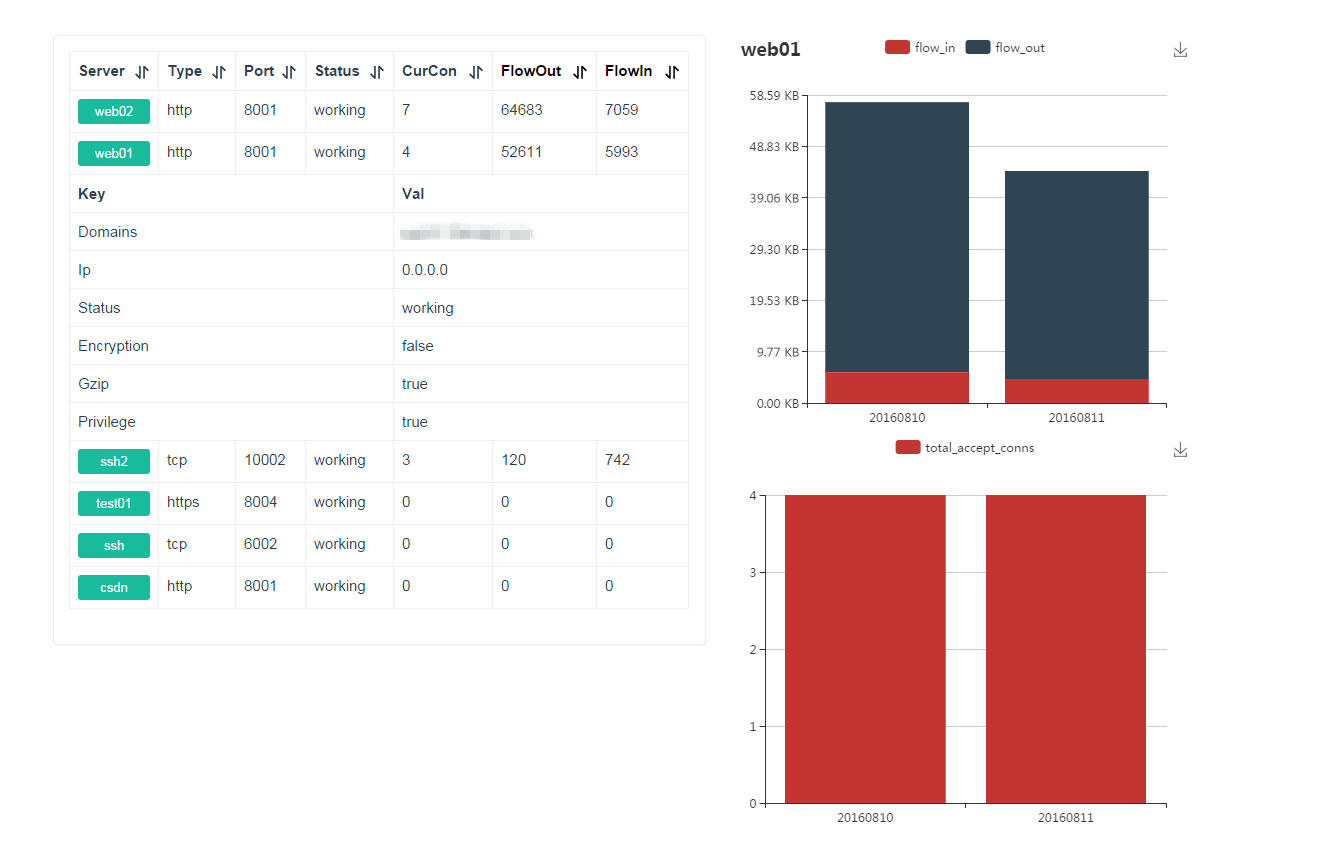 Server Type Port Status CurCon FlowOut FlowIn
web02 http 8001 working 7 64683 7059
web01 http 8001 working 4 52611 5993
Key Val
Domains
Ip 0.0.0.0
Status working
Encryption false
Gzip true
Privilege true
ssh2 tcp 10002 working 3 120 742
test01 https 8004 working 0 0 0
ssh tcp 6002 working 0 0 0
csdn http 8001 working 0 0 0
web01
flow_in flow_out
58.59 KB
48.83 KB
39.06 KB
29.30 KB
19.53 KB
9.77 KB
0.00 KB
20160810 20160811
total_accept_conns
4
3
2
1
0
20160810 20160811